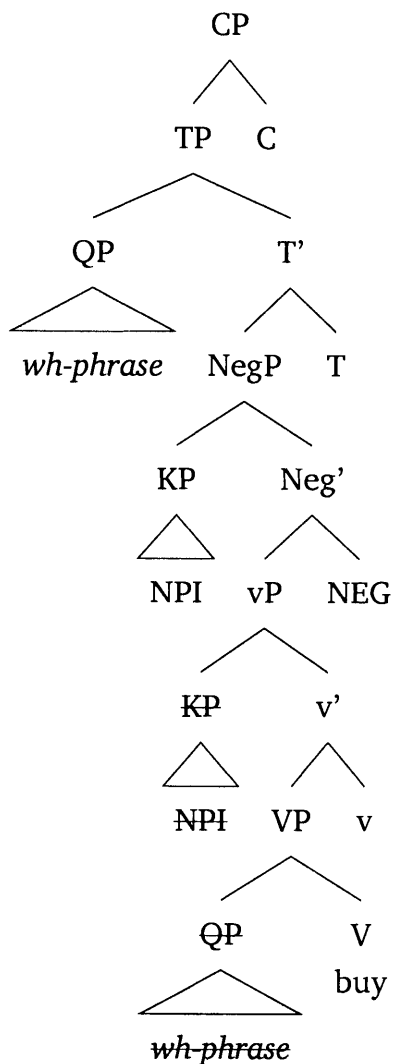 CP
TP C
QP T’
wh-phrase NegP T
KP Neg’
NPI vP NEG
KP v’
NPI VP v
QP V
buy
wh-phrase